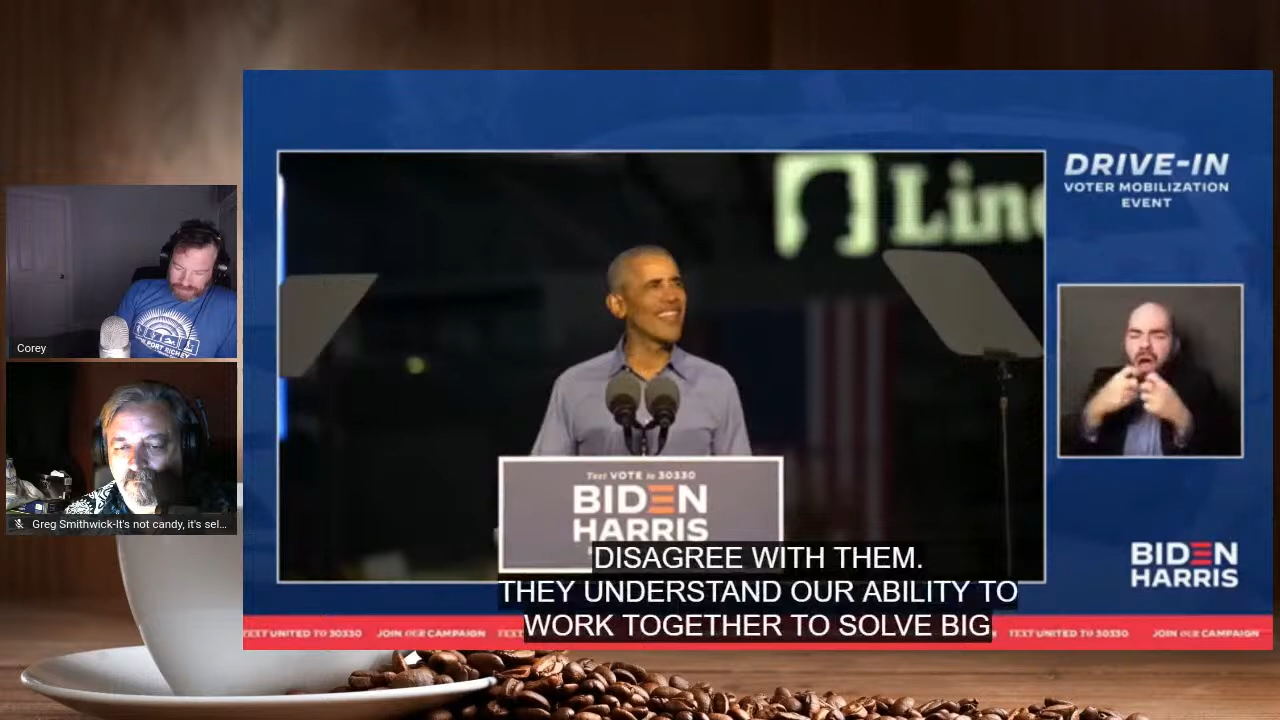 Corey
Greg Smithwick-It's not candy, it's sel...
Linc
DRIVE-IN
VOTER MOBILIZATION
EVENT
Text VOTE to 30330
BIDEN
HARRIS
DISAGREE WITH THEM.
THEY UNDERSTAND OUR ABILITY TO
WORK TOGETHER TO SOLVE BIG
BIDEN
HARRIS
TEXT UNITED TO 30330 JOIN OUR CAMPAIGN TEXT TEXT UNITED TO 30330 JOIN OUR CAMPAIGN